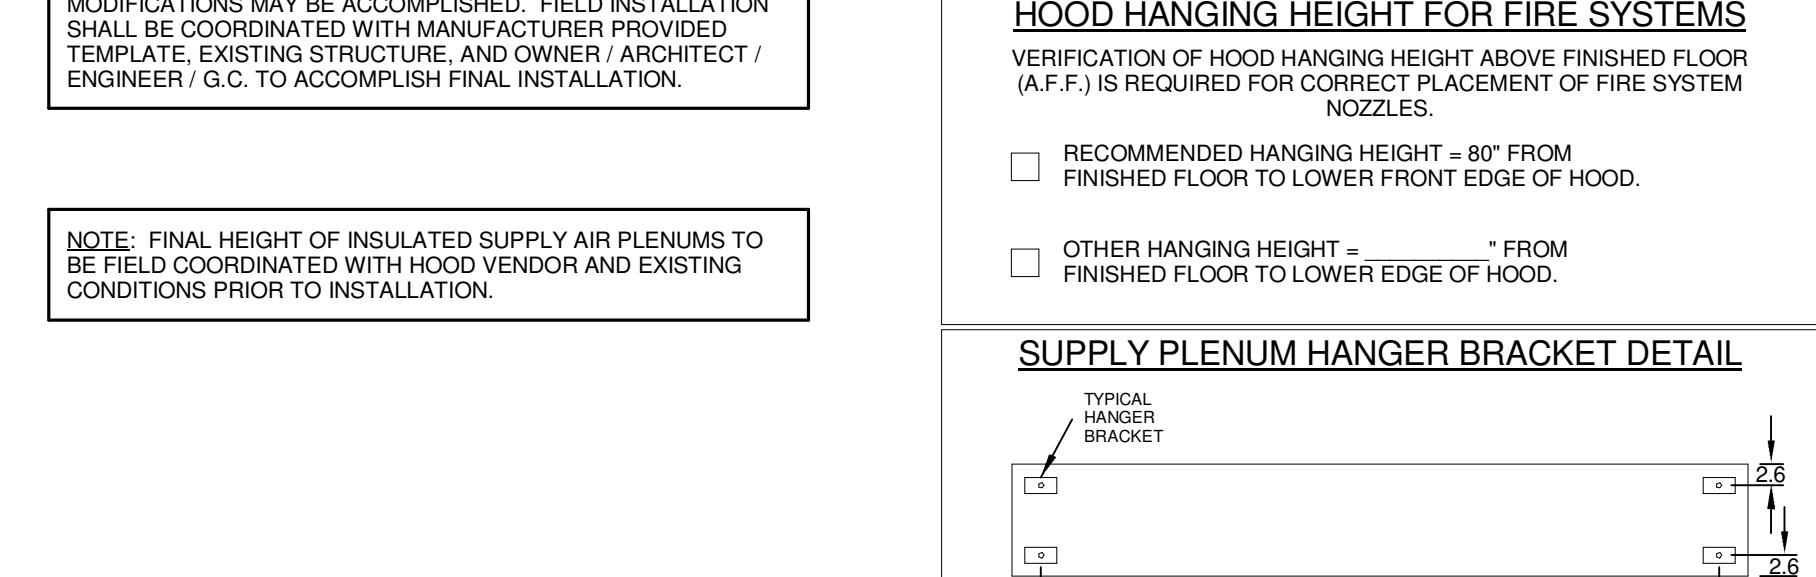 MODIFICATIONS MAY BE ACCOMPLISHED.  FIELD INSTALLATION
SHALL BE COORDINATED WITH MANUFACTURER PROVIDED
TEMPLATE, EXISTING STRUCTURE, AND OWNER / ARCHITECT /
ENGINEER / G.C. TO ACCOMPLISH FINAL INSTALLATION.
NOTE:  FINAL HEIGHT OF INSULATED SUPPLY AIR PLENUMS TO
BE FIELD COORDINATED WITH HOOD VENDOR AND EXISTING
CONDITIONS PRIOR TO INSTALLATION.
HOOD HANGING HEIGHT FOR FIRE SYSTEMS
VERIFICATION OF HOOD HANGING HEIGHT ABOVE FINISHED FLOOR
(A.F.F.) IS REQUIRED FOR CORRECT PLACEMENT OF FIRE SYSTEM
NOZZLES.
RECOMMENDED HANGING HEIGHT = 80" FROM
FINISHED FLOOR TO LOWER FRONT EDGE OF HOOD.
OTHER HANGING HEIGHT = __________" FROM
FINISHED FLOOR TO LOWER EDGE OF HOOD.
SUPPLY PLENUM HANGER BRACKET DETAIL
TYPICAL
HANGER
BRACKET
2.6
2.6